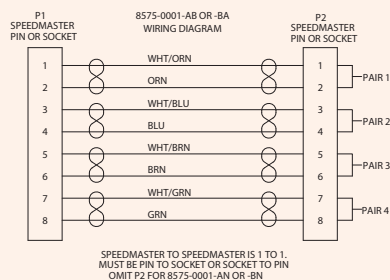 P1
SPEEDMASTER
PIN OR SOCKET
8575-0001-AB OR -BA
WIRING DIAGRAM
P2
SPEEDMASTER
PIN OR SOCKET
1 WHT/ORN 1
2 ORN 2
PAIR 1
3 WHT/BLU 3
4 BLU 4
PAIR 2
5 WHT/BRN 5
6 BRN 6
PAIR 3
7 WHT/GRN 7
8 GRN 8
PAIR 4
SPEEDMASTER TO SPEEDMASTER IS 1 TO 1.
MUST BE PIN TO SOCKET OR SOCKET TO PIN
OMIT P2 FOR 8575-0001-AN OR -BN